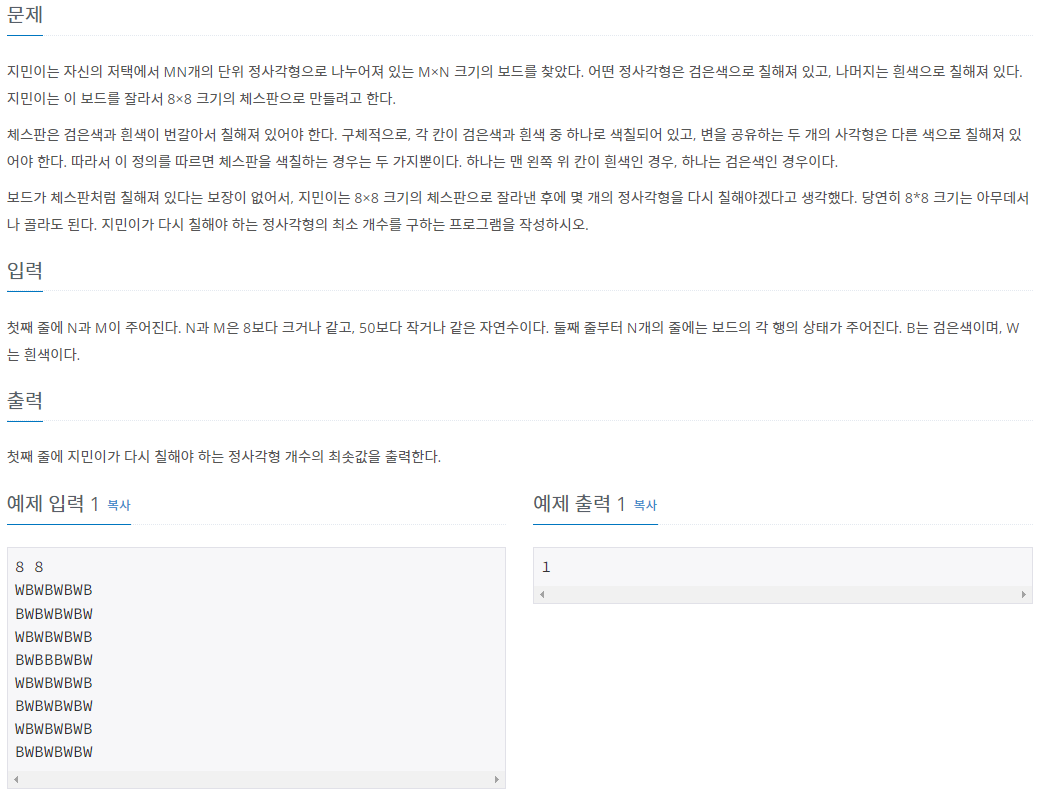 문제
지민이는 자신의 저택에서 MN개의 단위 정사각형으로 나누어져 있는 M×N 크기의 보드를 찾았다. 어떤 정사각형은 검은색으로 칠해져 있고, 나머지는 흰색으로 칠해져 있다.
지민이는 이 보드를 잘라서 8×8 크기의 체스판으로 만들려고 한다.
체스판은 검은색과 흰색이 번갈아서 칠해져 있어야 한다. 구체적으로, 각 칸이 검은색과 흰색 중 하나로 색칠되어 있고, 변을 공유하는 두 개의 사각형은 다른 색으로 칠해져 있
어야 한다. 따라서 이 정의를 따르면 체스판을 색칠하는 경우는 두 가지뿐이다. 하나는 맨 왼쪽 위 칸이 흰색인 경우, 하나는 검은색인 경우이다.
보드가 체스판처럼 칠해져 있다는 보장이 없어서, 지민이는 8×8 크기의 체스판으로 잘라낸 후에 몇 개의 정사각형을 다시 칠해야겠다고 생각했다. 당연히 8*8 크기는 아무데서
나 골라도 된다. 지민이가 다시 칠해야 하는 정사각형의 최소 개수를 구하는 프로그램을 작성하시오.
입력
첫째 줄에 N과 M이 주어진다. N과 M은 8보다 크거나 같고, 50보다 작거나 같은 자연수이다. 둘째 줄부터 N개의 줄에는 보드의 각 행의 상태가 주어진다. B는 검은색이며, W
는 흰색이다.
출력
첫째 줄에 지민이가 다시 칠해야 하는 정사각형 개수의 최솟값을 출력한다.
예제 입력 1 복사
8 8
WBWBWBWB
BWBWBWBW
WBWBWBWB
BWBBBWBW
WBWBWBWB
BWBWBWBW
WBWBWBWB
BWBWBWBW
예제 출력 1 복사
1